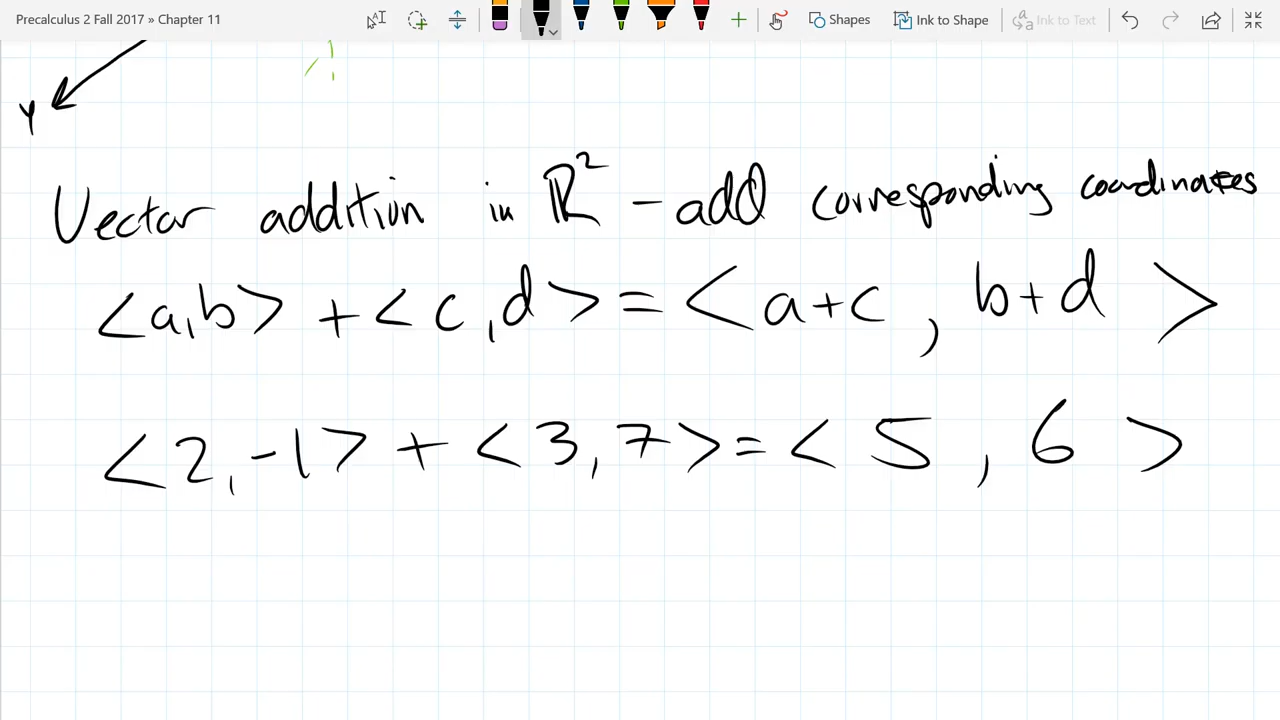 Precalculus 2 Fall 2017 » Chapter 11
Shapes
Ink to Shape
Ink to Text
y
Vector addition in ℝ² - add corresponding coordinates
<a,b> + <c,d> = <a+c, b+d>
<2,-1> + <3,7> = <5, 6>